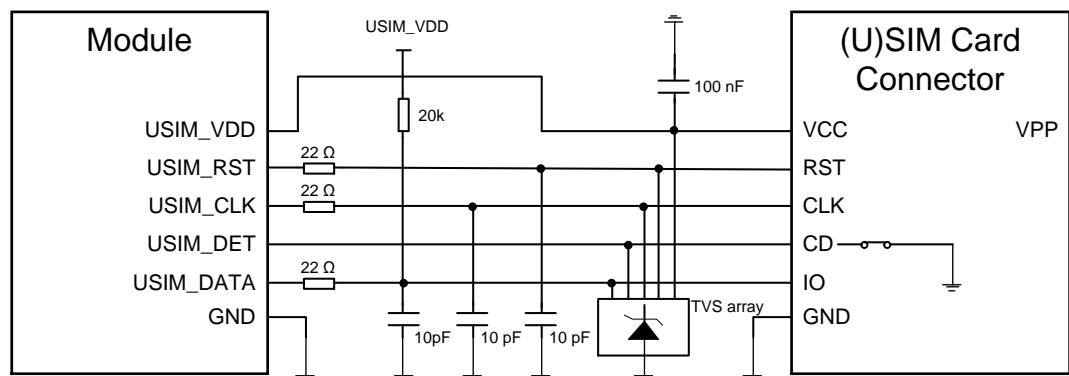 Module
USIM_VDD
(U)SIM Card
Connector
100 nF
20k
USIM_VDD
VCC
VPP
22 Ω
USIM_RST
RST
22 Ω
USIM_CLK
CLK
USIM_DET
CD
22 Ω
USIM_DATA
IO
TVS array
GND
GND
10pF
10 pF
10 pF